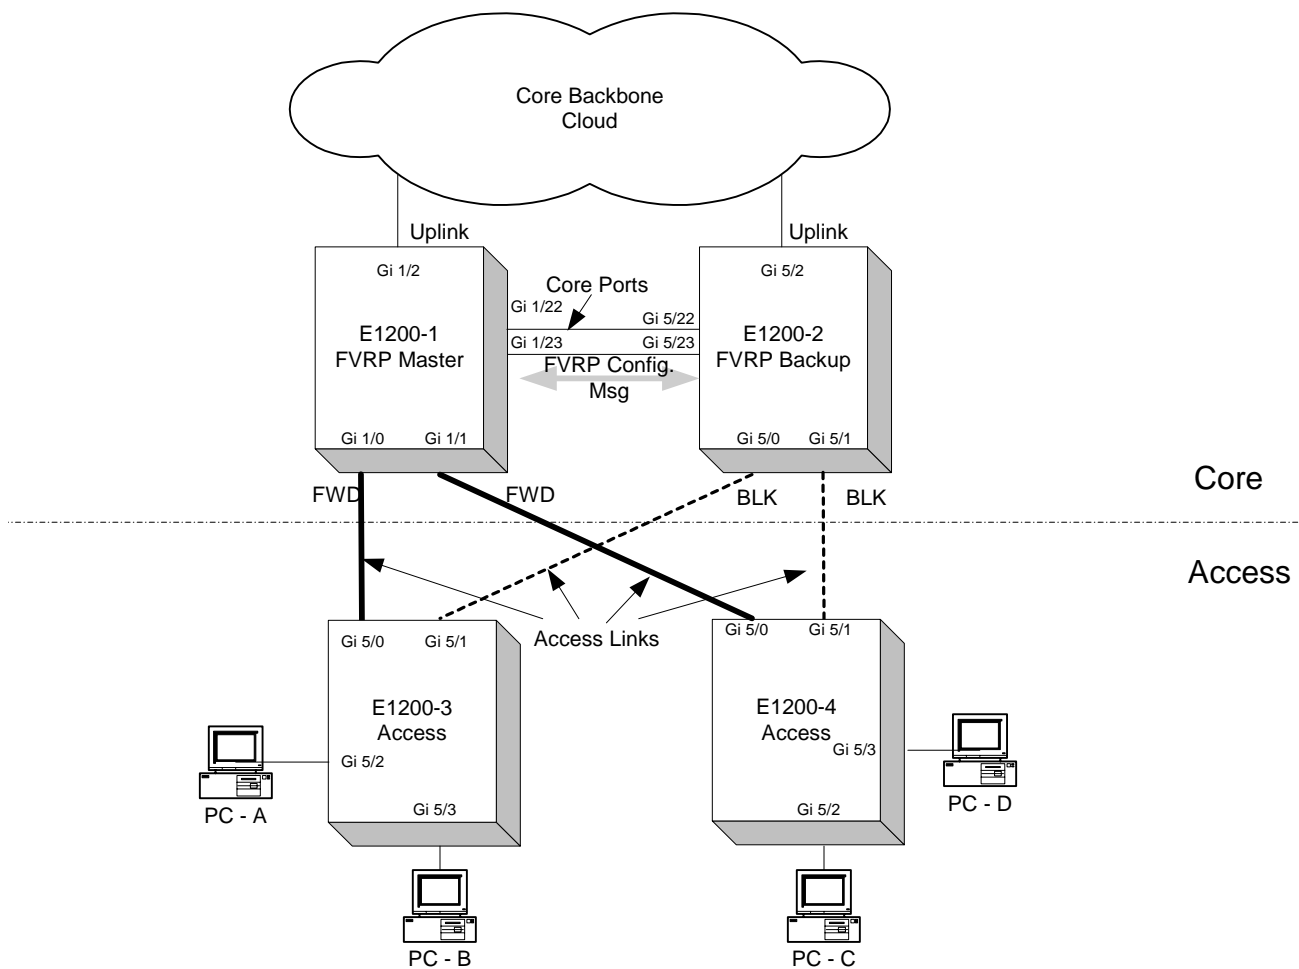 Core Backbone
Cloud
Uplink
Uplink
Gi 1/2
Gi 5/2
Core Ports
Gi 1/22
Gi 5/22
E1200-1
FVRP Master
Gi 1/23
Gi 5/23
E1200-2
FVRP Backup
FVRP Config.
Msg
Gi 1/0
Gi 1/1
Gi 5/0
Gi 5/1
FWD
FWD
BLK
BLK
Core
Access
Gi 5/0
Gi 5/1
Access Links
Gi 5/0
Gi 5/1
E1200-3
Access
E1200-4
Access
Gi 5/2
Gi 5/3
Gi 5/3
Gi 5/2
PC - A
PC - D
PC - B
PC - C